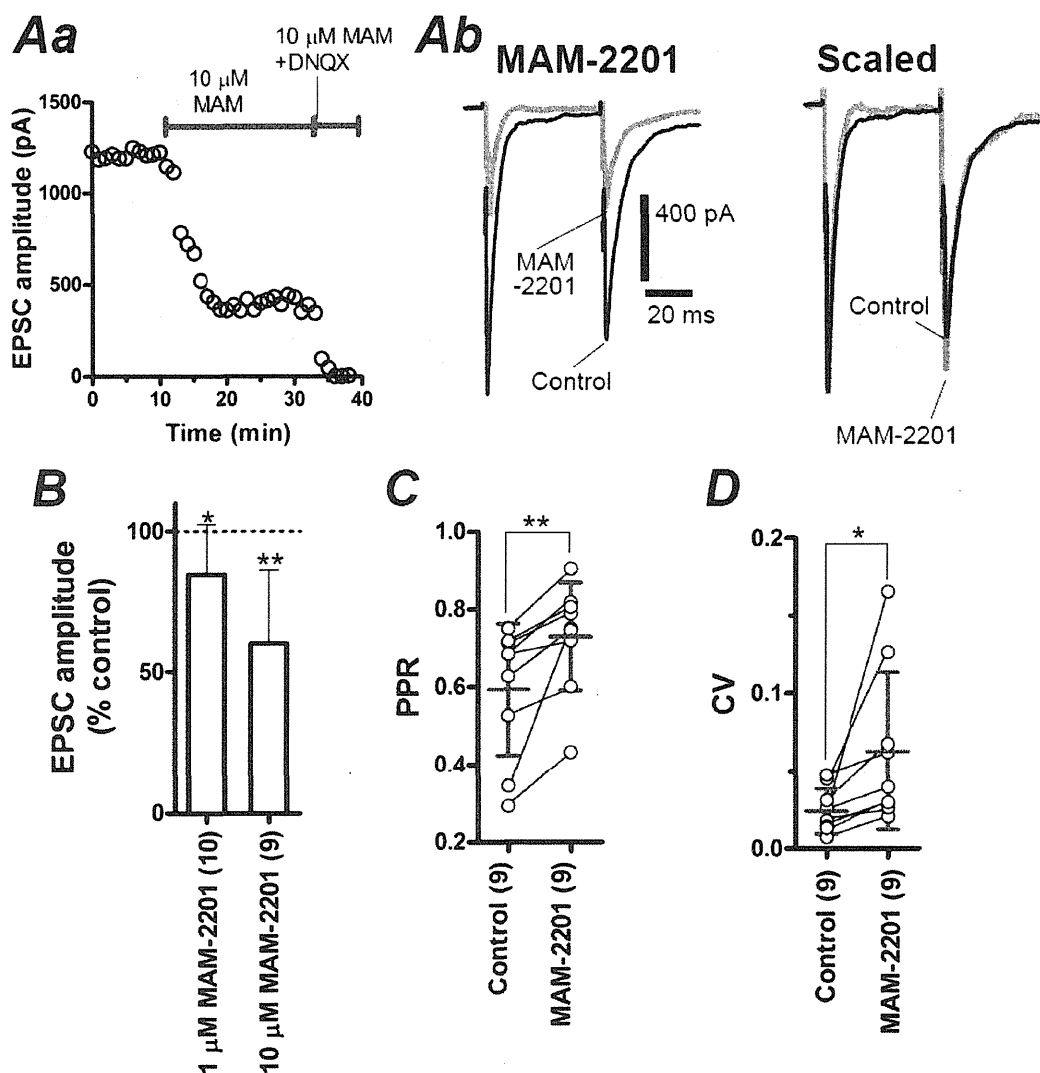 Aa
10 μM MAM
+DNQX
10 μM
MAM
EPSC amplitude (pA)
1500
1000
500
0
0
10
20
30
40
Time (min)
Ab
MAM-2201
Scaled
400 pA
20 ms
MAM
-2201
Control
Control
MAM-2201
B
EPSC amplitude
(% control)
100
50
0
*
**
1 μM MAM-2201 (10)
10 μM MAM-2201 (9)
C
PPR
1.0
0.8
0.6
0.4
0.2
**
Control (9)
MAM-2201 (9)
D
CV
0.2
0.1
0.0
*
Control (9)
MAM-2201 (9)